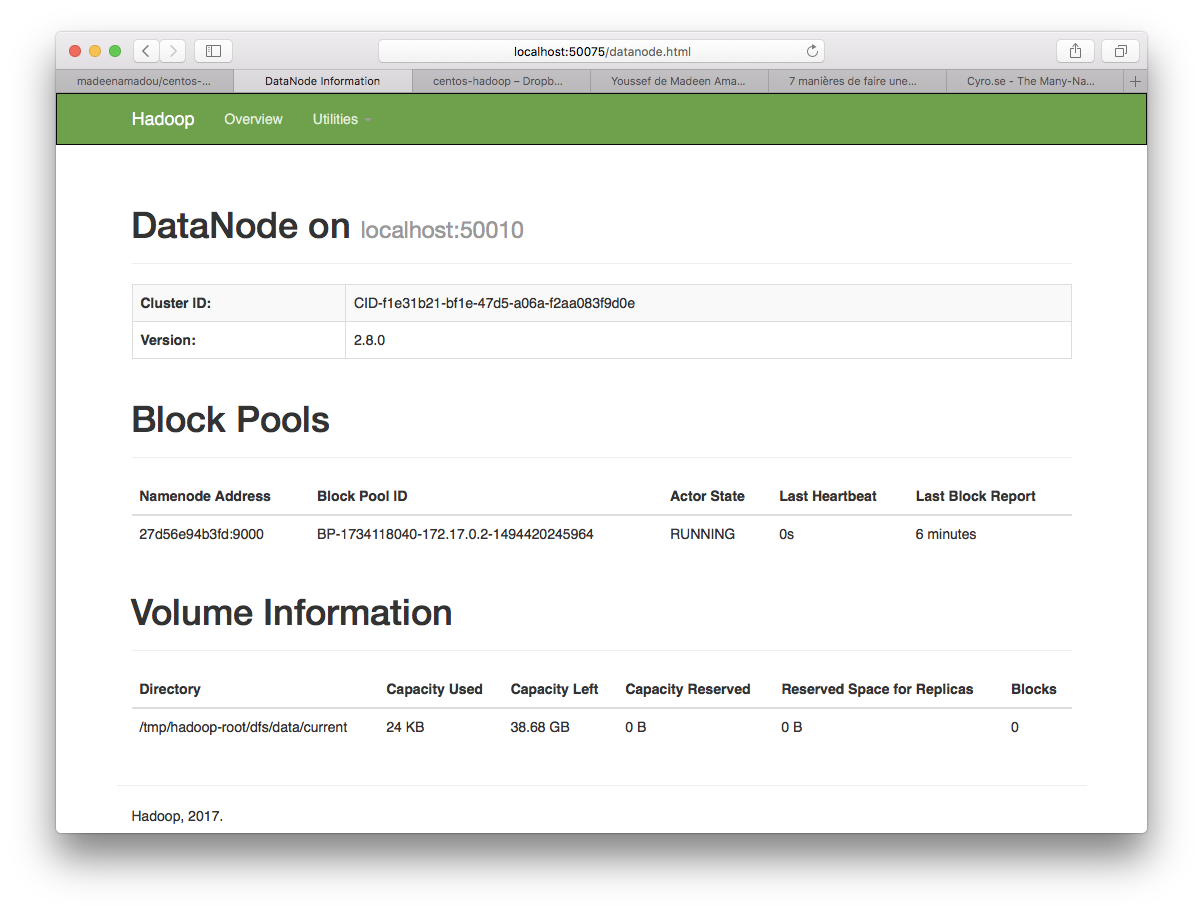 localhost:50075/datanode.html
madeenamadou/centos-... DataNode Information centos-hadoop – Dropb... Youssef de Madeen Ama... 7 manières de faire une... Cyro.se - The Many-Na...
Hadoop Overview Utilities
DataNode on localhost:50010
Cluster ID: CID-f1e31b21-bf1e-47d5-a06a-f2aa083f9d0e
Version: 2.8.0
Block Pools
Namenode Address Block Pool ID Actor State Last Heartbeat Last Block Report
27d56e94b3fd:9000 BP-1734118040-172.17.0.2-1494420245964 RUNNING 0s 6 minutes
Volume Information
Directory Capacity Used Capacity Left Capacity Reserved Reserved Space for Replicas Blocks
/tmp/hadoop-root/dfs/data/current 24 KB 38.68 GB 0 B 0 B 0
Hadoop, 2017.